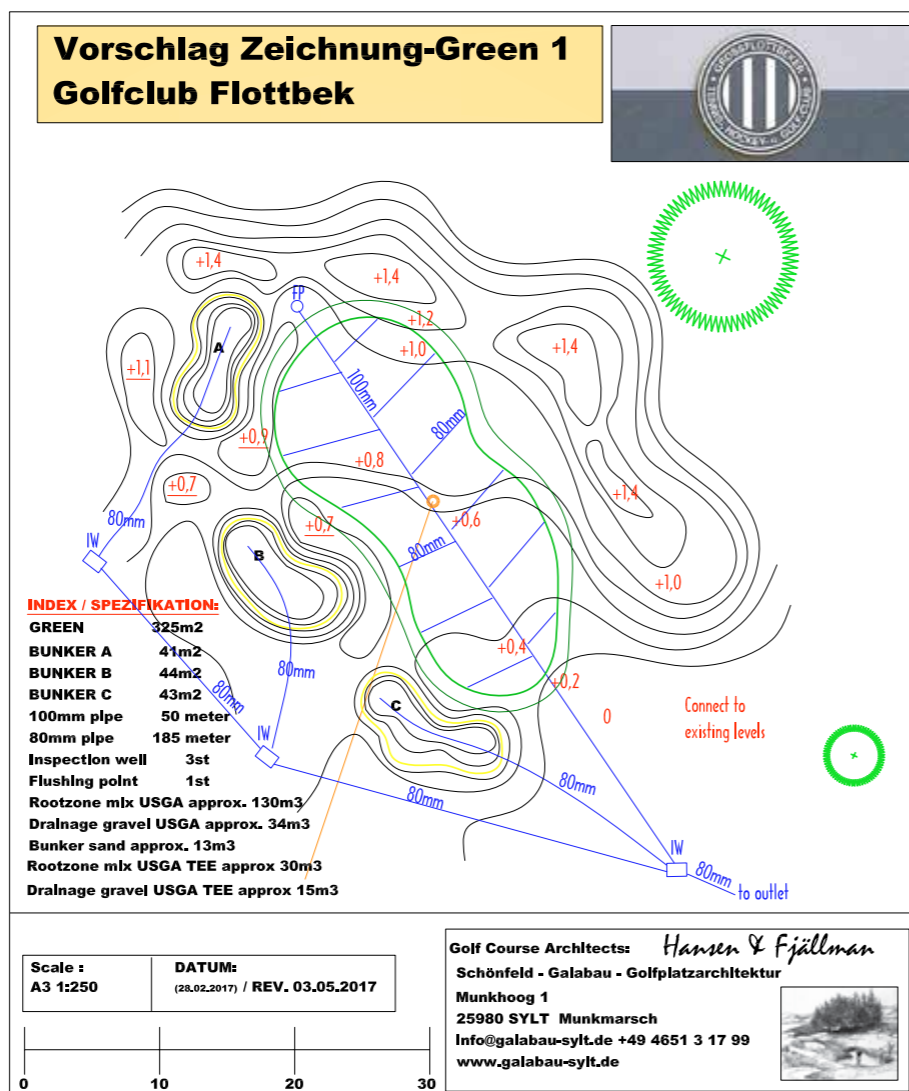 Vorschlag Zeichnung-Green 1
Golfclub Flottbek
GROSSFLOTTBEKER
TENNIS-, HOCKEY- u. GOLF-CLUB
+1,4
+1,4
FP
+1,2
+1,0
A
+1,4
+1,1
100mm
80mm
+0,9
+0,8
+0,7
+1,4
80mm
+0,7
+0,6
IW
B
80mm
+1,0
INDEX / SPEZIFIKATION:
GREEN 325m2
BUNKER A 41m2
BUNKER B 44m2
BUNKER C 43m2
100mm pipe 50 meter
80mm pipe 185 meter
Inspection well 3st
Flushing point 1st
Rootzone mix USGA approx. 130m3
Drainage gravel USGA approx. 34m3
Bunker sand approx. 13m3
Rootzone mix USGA TEE approx 30m3
Drainage gravel USGA TEE approx 15m3
80mm
80mm
+0,4
+0,2
C
0
Connect to
existing levels
IW
80mm
80mm
IW
80mm
to outlet
Scale :
A3 1:250
DATUM:
(28.02.2017) / REV. 03.05.2017
0 10 20 30
Golf Course Architects: Hansen & Fjällman
Schönfeld - Galabau - Golfplatzarchitektur
Munkhoog 1
25980 SYLT Munkmarsch
Info@galabau-sylt.de +49 4651 3 17 99
www.galabau-sylt.de